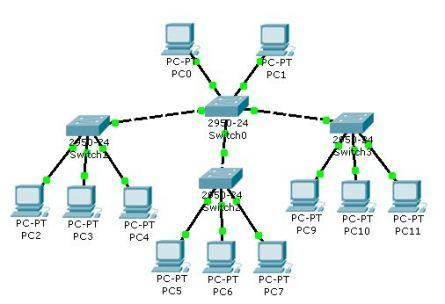 PC-PT
PC0
PC-PT
PC1
2950-24
Switch0
2950-24
Switch1
2950-24
Switch3
2950-24
Switch2
PC-PT
PC2
PC-PT
PC3
PC-PT
PC4
PC-PT
PC9
PC-PT
PC10
PC-PT
PC11
PC-PT
PC5
PC-PT
PC6
PC-PT
PC7